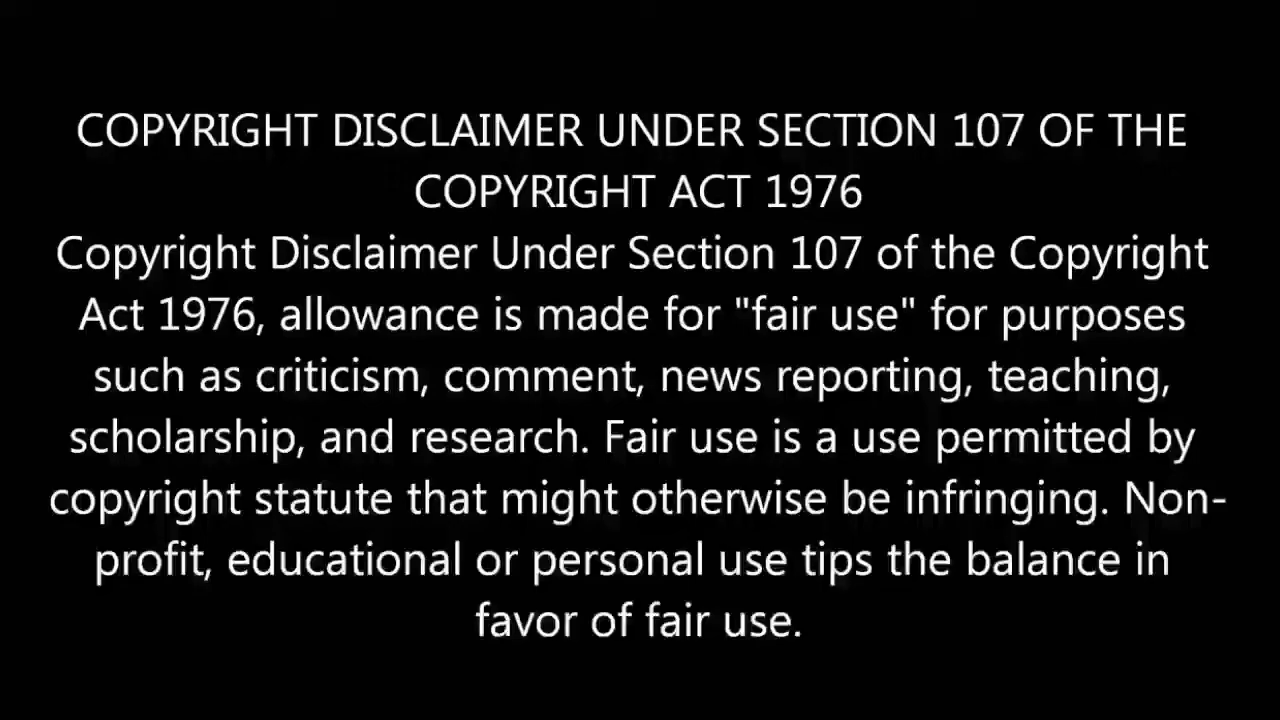 COPYRIGHT DISCLAIMER UNDER SECTION 107 OF THE
COPYRIGHT ACT 1976
Copyright Disclaimer Under Section 107 of the Copyright
Act 1976, allowance is made for "fair use" for purposes
such as criticism, comment, news reporting, teaching,
scholarship, and research. Fair use is a use permitted by
copyright statute that might otherwise be infringing. Non-
profit, educational or personal use tips the balance in
favor of fair use.